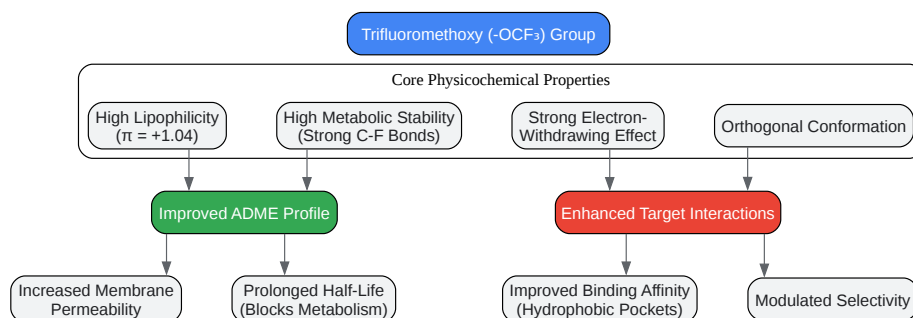 Trifluoromethoxy (-OCF₃) Group
Core Physicochemical Properties
High Lipophilicity
(π = +1.04)
High Metabolic Stability
(Strong C-F Bonds)
Strong Electron-
Withdrawing Effect
Orthogonal Conformation
Improved ADME Profile
Enhanced Target Interactions
Increased Membrane
Permeability
Prolonged Half-Life
(Blocks Metabolism)
Improved Binding Affinity
(Hydrophobic Pockets)
Modulated Selectivity